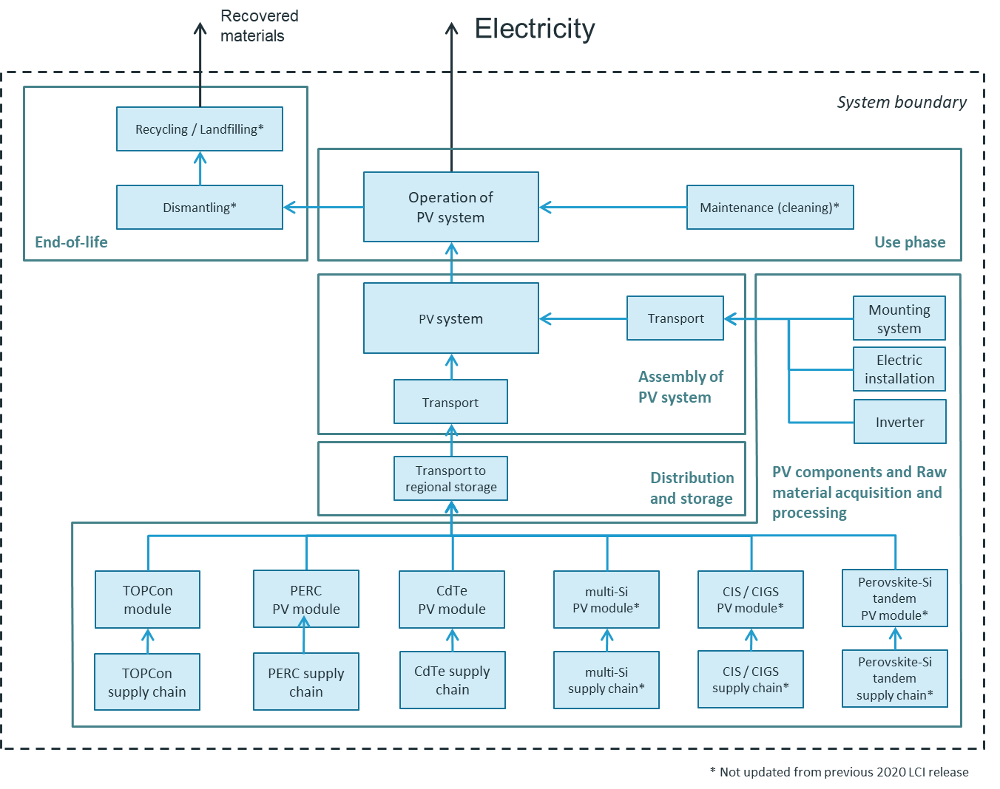 Recovered
materials
Electricity
System boundary
Recycling / Landfilling*
Dismantling*
End-of-life
Operation of
PV system
Maintenance (cleaning)*
Use phase
PV system
Transport
Mounting
system
Electric
installation
Inverter
Assembly of
PV system
Transport
Transport to
regional storage
Distribution
and storage
PV components and Raw
material acquisition and
processing
TOPCon
module
PERC
PV module
CdTe
PV module
multi-Si
PV module*
CIS / CIGS
PV module*
Perovskite-Si
tandem
PV module*
TOPCon
supply chain
PERC supply
chain
CdTe supply
chain
multi-Si
supply chain*
CIS / CIGS
supply chain*
Perovskite-Si
tandem
supply chain*
* Not updated from previous 2020 LCI release